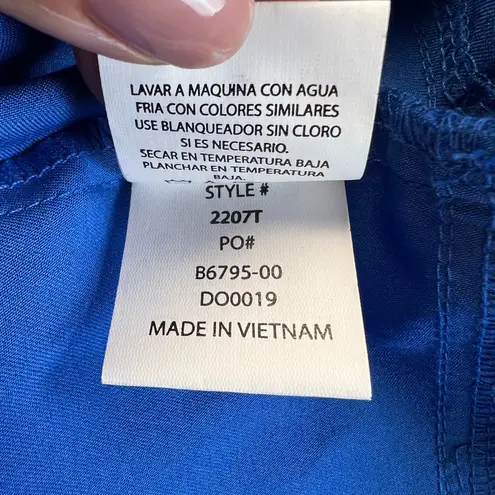 LAVAR A MAQUINA CON AGUA
FRIA CON COLORES SIMILARES
USE BLANQUEADOR SIN CLORO
SI ES NECESARIO.
SECAR EN TEMPERATURA BAJA
PLANCHAR EN TEMPERATURA
BAJA.
STYLE #
2207T
PO#
B6795-00
DO0019
MADE IN VIETNAM